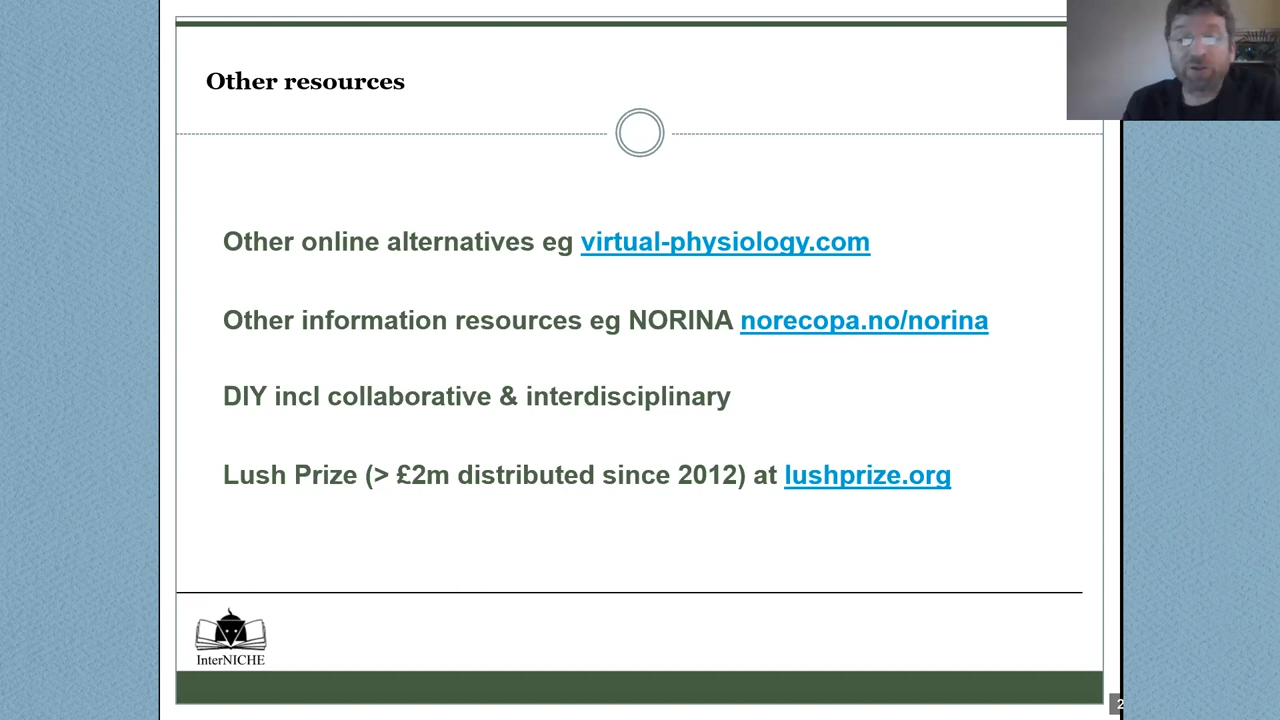 Other resources
Other online alternatives eg virtual-physiology.com
Other information resources eg NORINA norecopa.no/norina
DIY incl collaborative & interdisciplinary
Lush Prize (> £2m distributed since 2012) at lushprize.org
InterNICHE
2